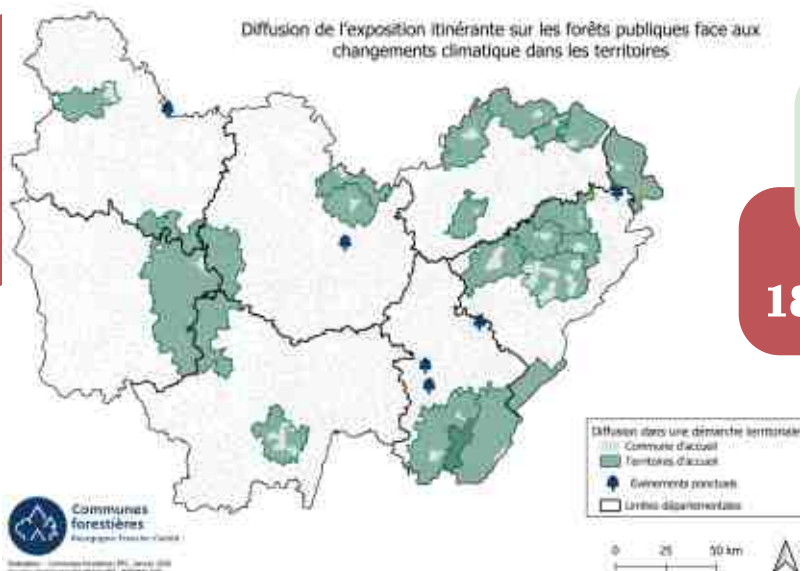 Diffusion de l'exposition itinérante sur les forêts publiques face aux
changements climatique dans les territoires
18
Diffusion dans une démarche territoriale
Commune d'accueil
Territoires d'accueil
Evénements ponctuels
Limites départementales
Communes
forestières
Bourgogne-Franche-Comté
0 25 50 km